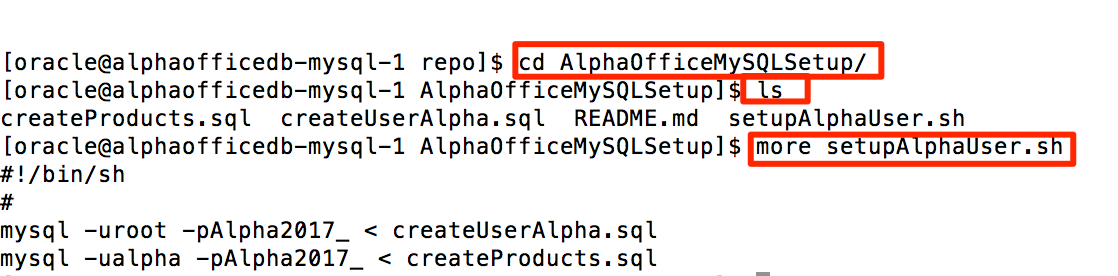 [oracle@alphaofficedb-mysql-1 repo]$ cd AlphaOfficeMySQLSetup/
[oracle@alphaofficedb-mysql-1 AlphaOfficeMySQLSetup]$ ls
createProducts.sql  createUserAlpha.sql  README.md  setupAlphaUser.sh
[oracle@alphaofficedb-mysql-1 AlphaOfficeMySQLSetup]$ more setupAlphaUser.sh
#!/bin/sh
#
mysql -uroot -pAlpha2017_ < createUserAlpha.sql
mysql -ualpha -pAlpha2017_ < createProducts.sql